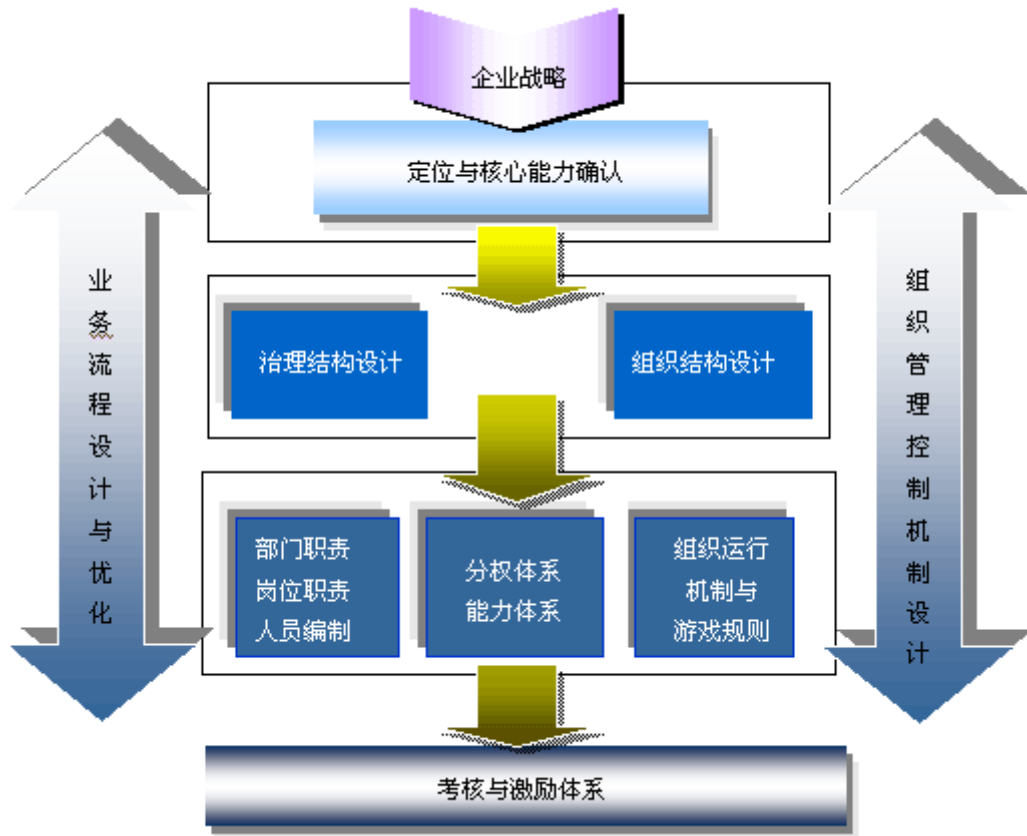 企业战略
定位与核心能力确认
业务流程设计与优化
治理结构设计
组织结构设计
组织管理控制机制设计
部门职责
岗位职责
人员编制
分权体系
能力体系
组织运行
机制与
游戏规则
考核与激励体系